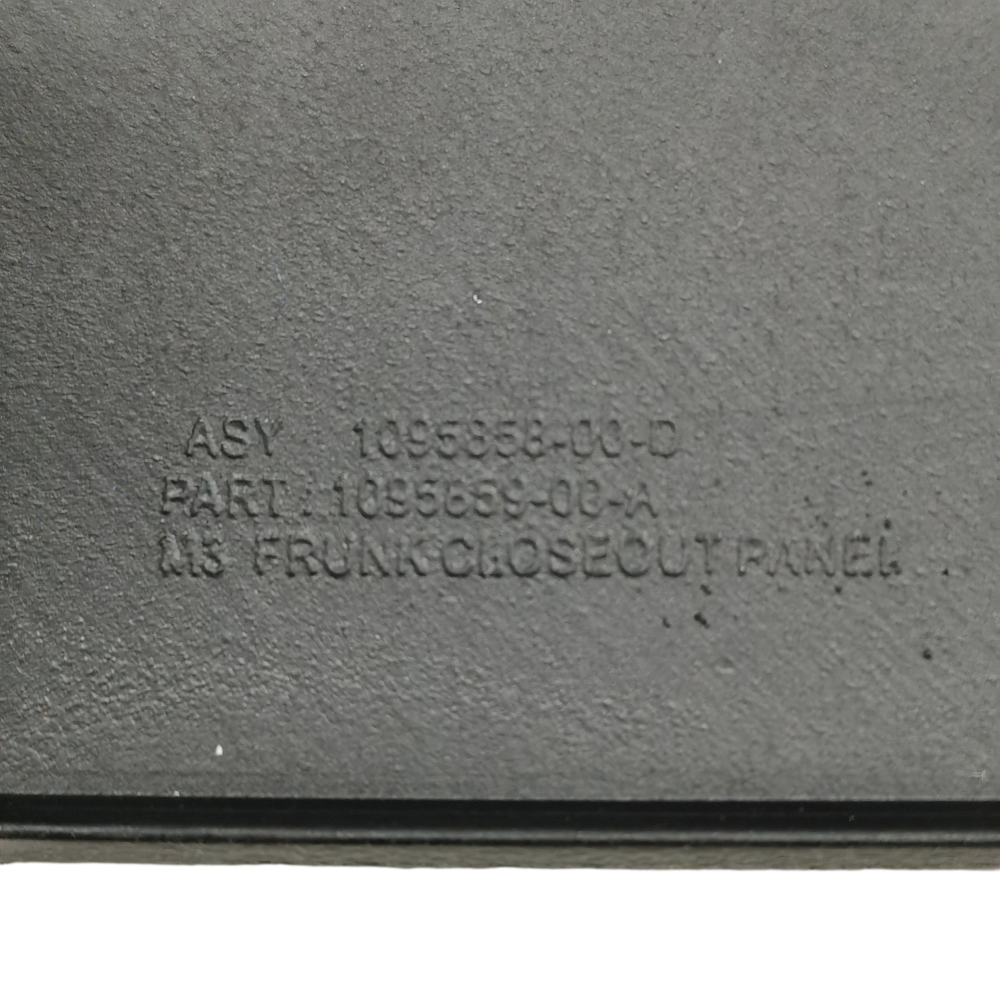 ASY 1095858-00-D
PART: 1095859-00-A
M3 FRUNK CLOSEOUT PANEL